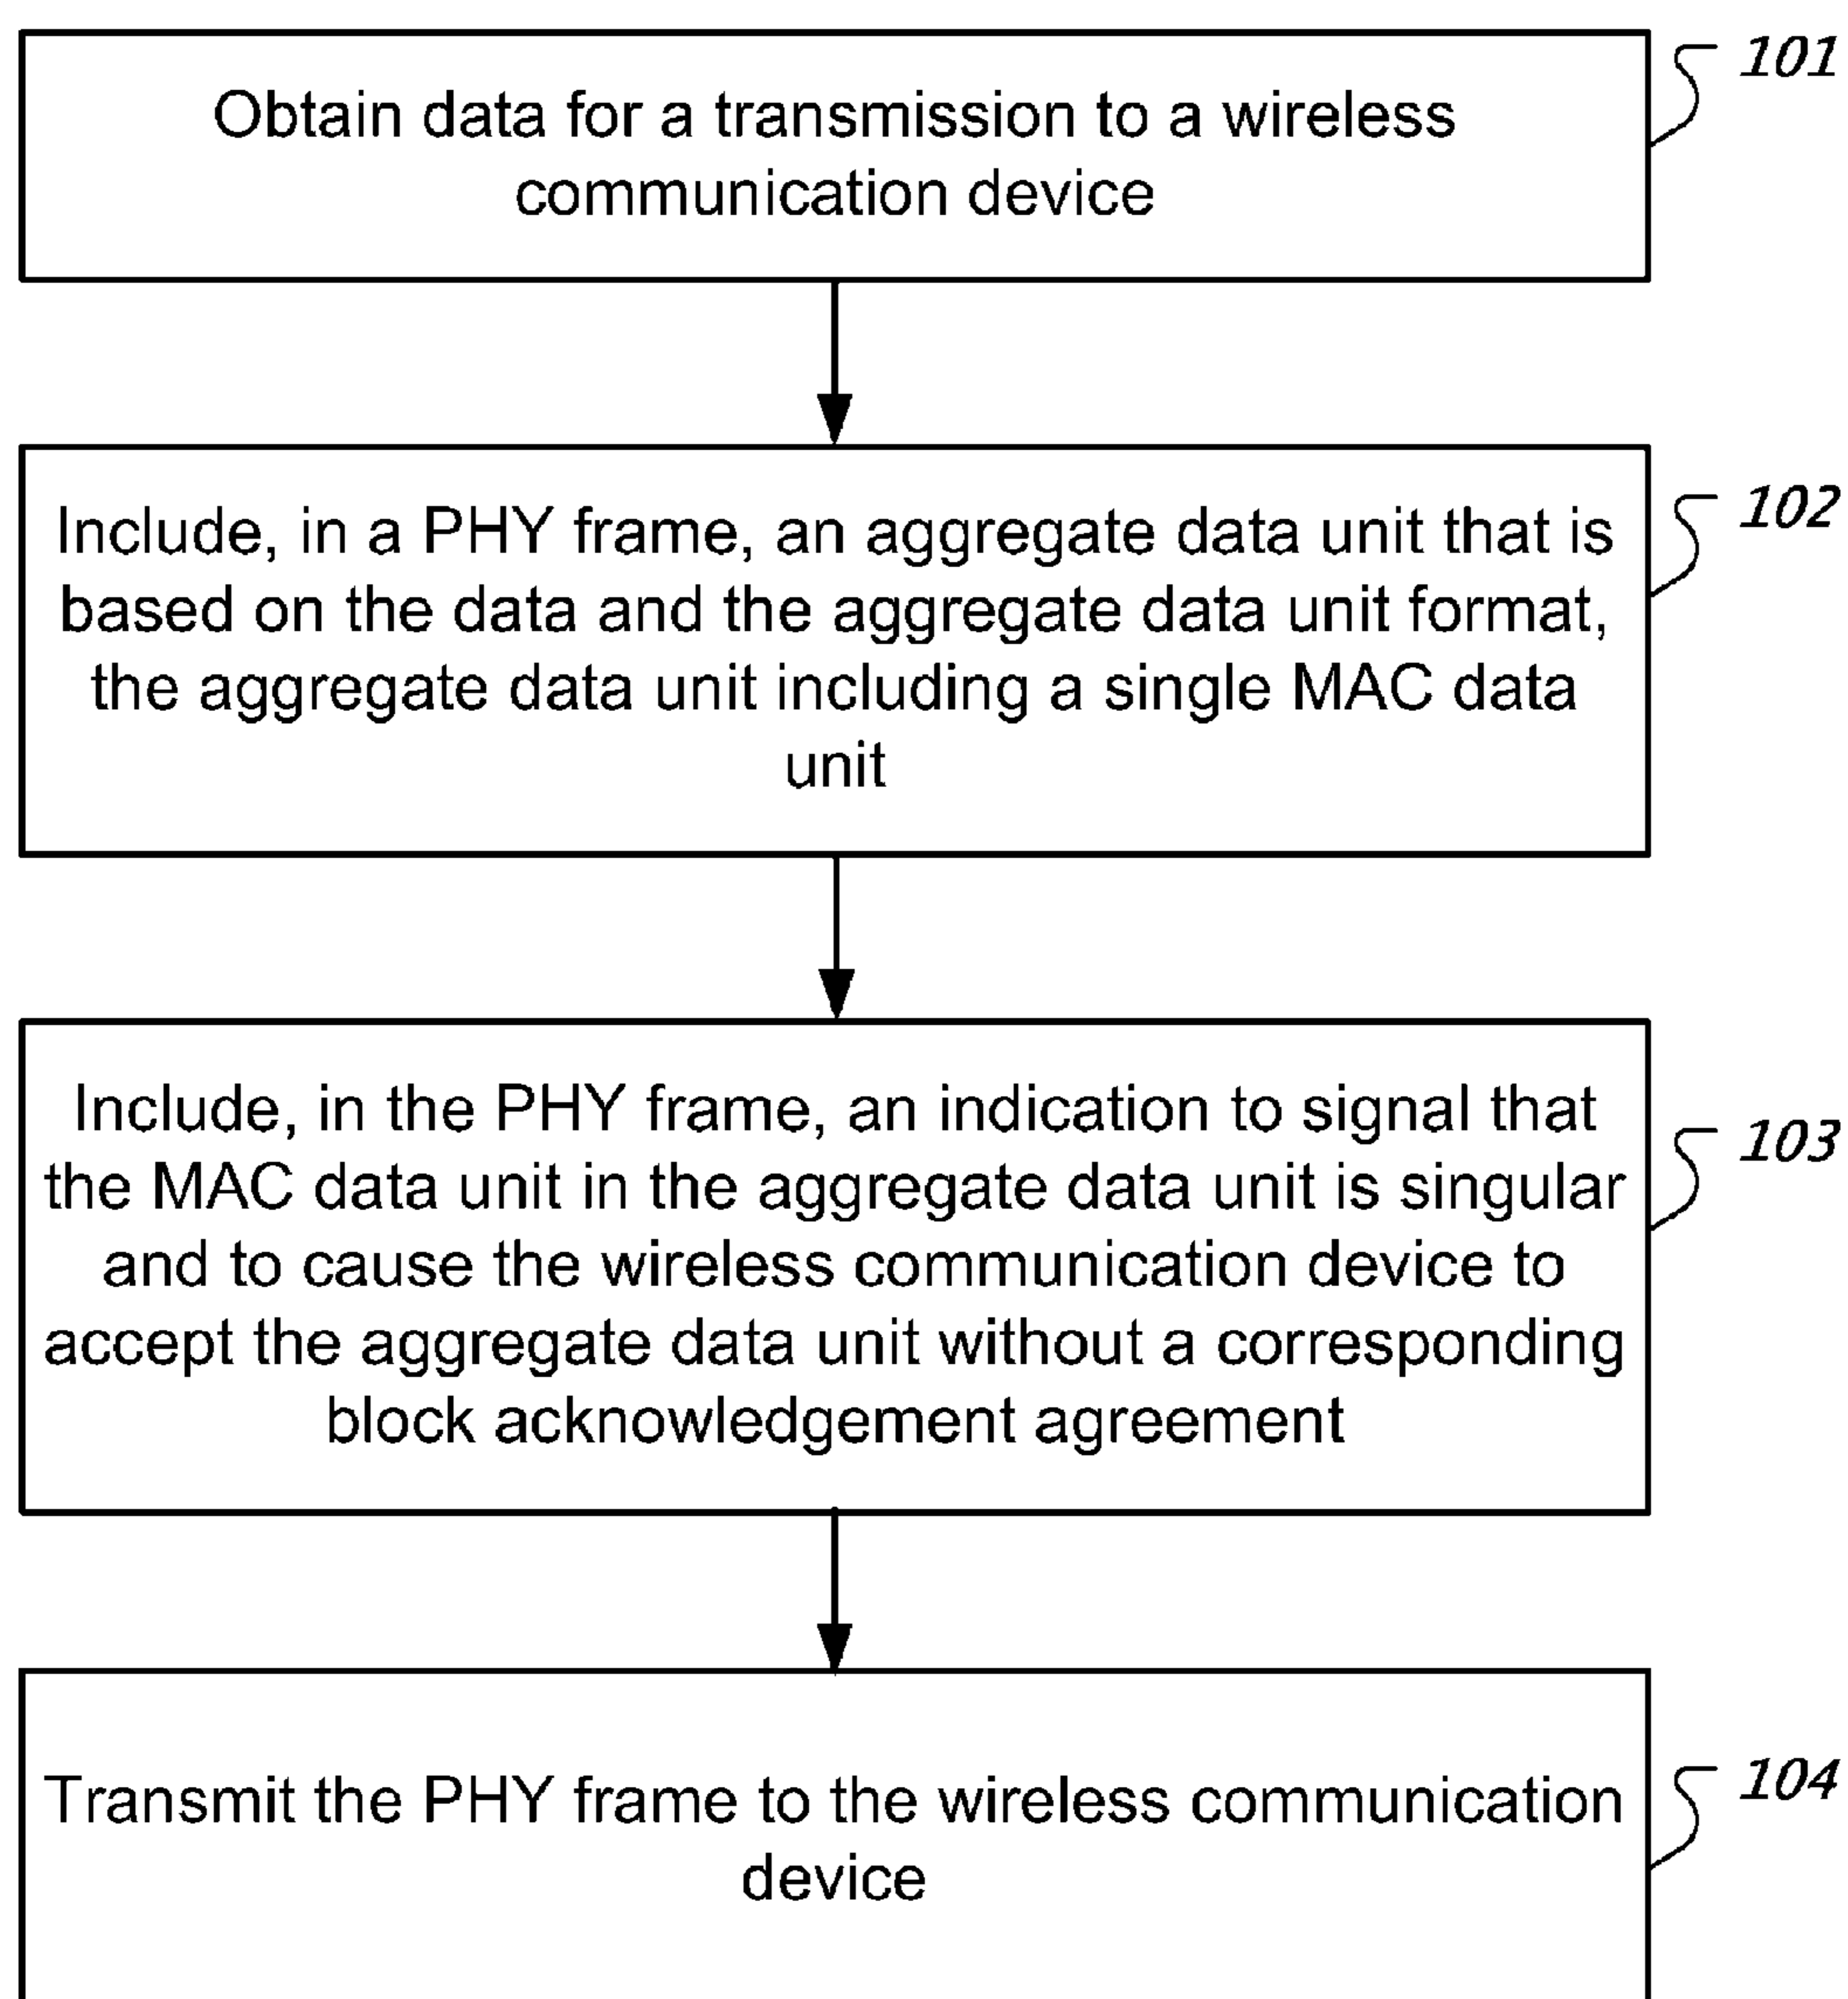 101
Obtain data for a transmission to a wireless
communication device
102
Include, in a PHY frame, an aggregate data unit that is
based on the data and the aggregate data unit format,
the aggregate data unit including a single MAC data
unit
103
Include, in the PHY frame, an indication to signal that
the MAC data unit in the aggregate data unit is singular
and to cause the wireless communication device to
accept the aggregate data unit without a corresponding
block acknowledgement agreement
104
Transmit the PHY frame to the wireless communication
device